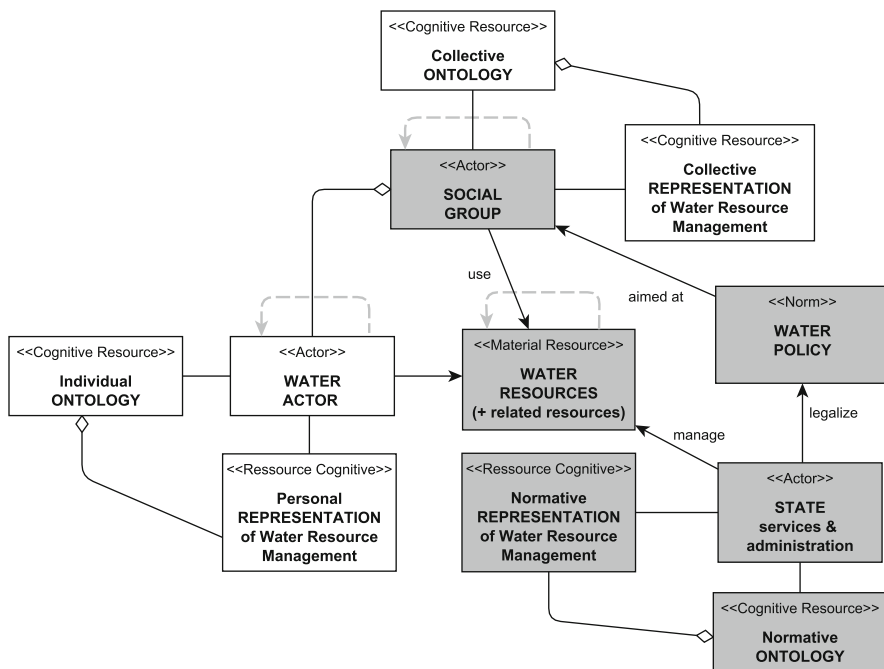 <<Cognitive Resource>>
Collective
ONTOLOGY
<<Cognitive Resource>>
Collective
REPRESENTATION
of Water Resource
Management
<<Actor>>
SOCIAL
GROUP
use
aimed at
<<Norm>>
WATER
POLICY
<<Cognitive Resource>>
Individual
ONTOLOGY
<<Actor>>
WATER
ACTOR
<<Material Resource>>
WATER
RESOURCES
(+ related resources)
legalize
manage
<<Ressource Cognitive>>
Personal
REPRESENTATION
of Water Resource
Management
<<Ressource Cognitive>>
Normative
REPRESENTATION
of Water Resource
Management
<<Actor>>
STATE
services &
administration
<<Cognitive Resource>>
Normative
ONTOLOGY